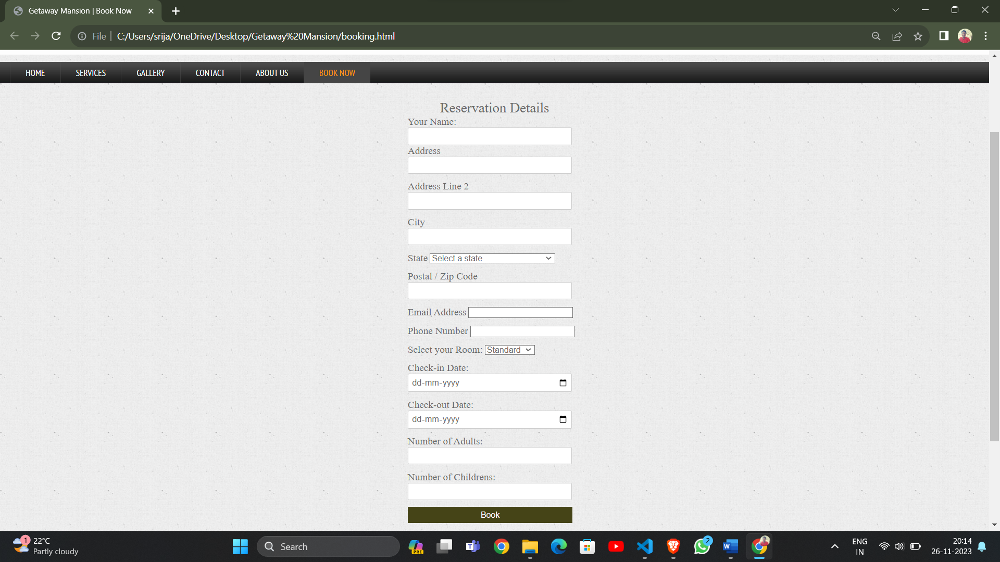 Getaway Mansion | Book Now
File
C:/Users/srija/OneDrive/Desktop/Getaway%20Mansion/booking.html
HOME SERVICES GALLERY CONTACT ABOUT US BOOK NOW
Reservation Details
Your Name:
Address
Address Line 2
City
State Select a state
Postal / Zip Code
Email Address
Phone Number
Select your Room: Standard
Check-in Date:
dd-mm-yyyy
Check-out Date:
dd-mm-yyyy
Number of Adults:
Number of Childrens:
Book
1
22°C
Partly cloudy
Search
PRE
T
2
W
ENG
IN
20:14
26-11-2023